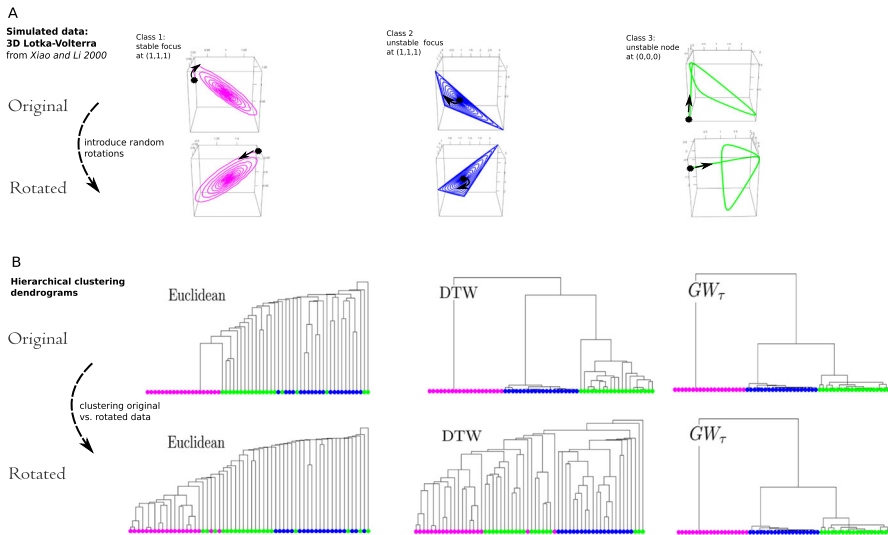 A
Simulated data:
3D Lotka-Volterra
from Xiao and Li 2000
Class 1:
stable focus
at (1,1,1)
Class 2
unstable focus
at (1,1,1)
Class 3:
unstable node
at (0,0,0)
Original
introduce random
rotations
Rotated
B
Hierarchical clustering
dendrograms
Euclidean
DTW
GWτ
Original
clustering original
vs. rotated data
Euclidean
DTW
GWτ
Rotated